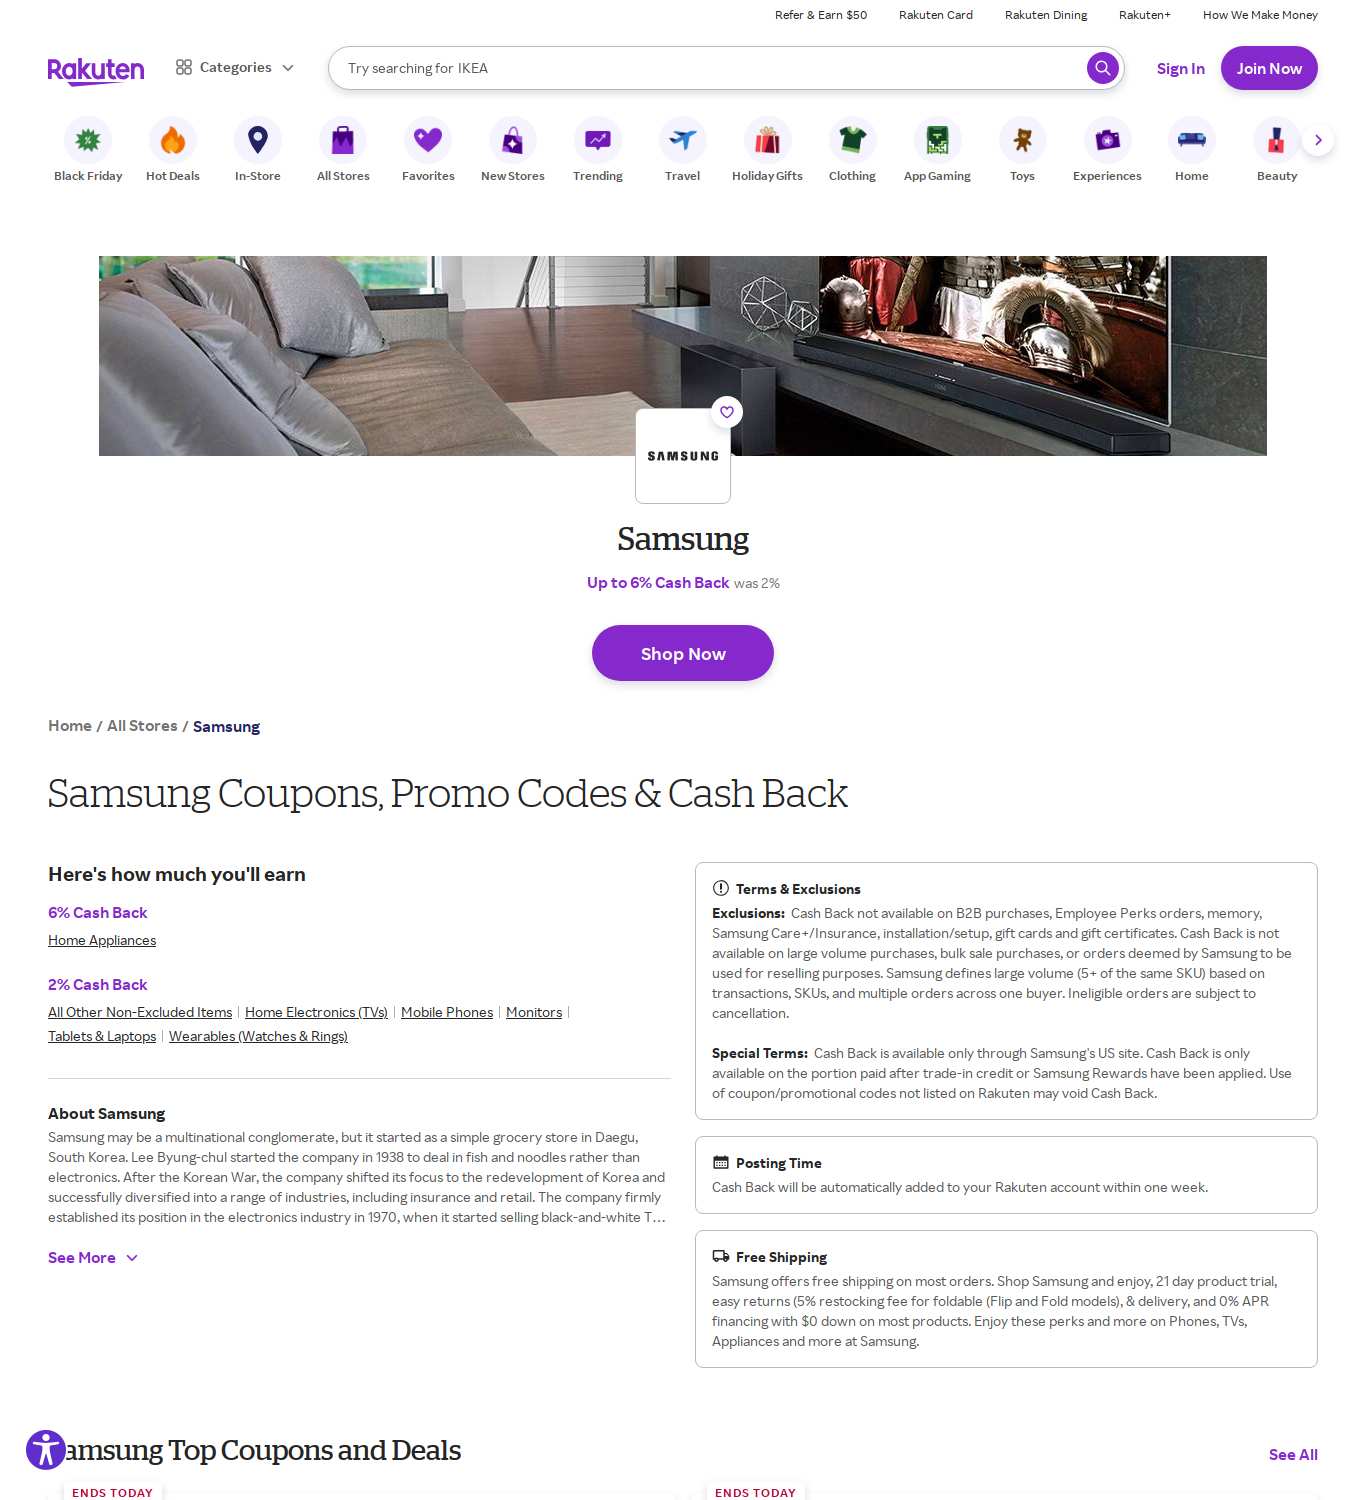 Refer & Earn $50
Rakuten Card
Rakuten Dining
Rakuten+
How We Make Money
Rakuten
Categories
Try searching for IKEA
Sign In
Join Now
Black Friday
Hot Deals
In-Store
All Stores
Favorites
New Stores
Trending
Travel
Holiday Gifts
Clothing
App Gaming
Toys
Experiences
Home
Beauty
SAMSUNG
Samsung
Up to 6% Cash Back was 2%
Shop Now
Home / All Stores / Samsung
Samsung Coupons, Promo Codes & Cash Back
Here's how much you'll earn
6% Cash Back
Home Appliances
2% Cash Back
All Other Non-Excluded Items | Home Electronics (TVs) | Mobile Phones | Monitors |
Tablets & Laptops | Wearables (Watches & Rings)
About Samsung
Samsung may be a multinational conglomerate, but it started as a simple grocery store in Daegu,
South Korea. Lee Byung-chul started the company in 1938 to deal in fish and noodles rather than
electronics. After the Korean War, the company shifted its focus to the redevelopment of Korea and
successfully diversified into a range of industries, including insurance and retail. The company firmly
established its position in the electronics industry in 1970, when it started selling black-and-white T...
See More
Terms & Exclusions
Exclusions: Cash Back not available on B2B purchases, Employee Perks orders, memory,
Samsung Care+/Insurance, installation/setup, gift cards and gift certificates. Cash Back is not
available on large volume purchases, bulk sale purchases, or orders deemed by Samsung to be
used for reselling purposes. Samsung defines large volume (5+ of the same SKU) based on
transactions, SKUs, and multiple orders across one buyer. Ineligible orders are subject to
cancellation.
Special Terms: Cash Back is available only through Samsung's US site. Cash Back is only
available on the portion paid after trade-in credit or Samsung Rewards have been applied. Use
of coupon/promotional codes not listed on Rakuten may void Cash Back.
Posting Time
Cash Back will be automatically added to your Rakuten account within one week.
Free Shipping
Samsung offers free shipping on most orders. Shop Samsung and enjoy, 21 day product trial,
easy returns (5% restocking fee for foldable (Flip and Fold models), & delivery, and 0% APR
financing with $0 down on most products. Enjoy these perks and more on Phones, TVs,
Appliances and more at Samsung.
amsung Top Coupons and Deals
See All
ENDS TODAY
ENDS TODAY